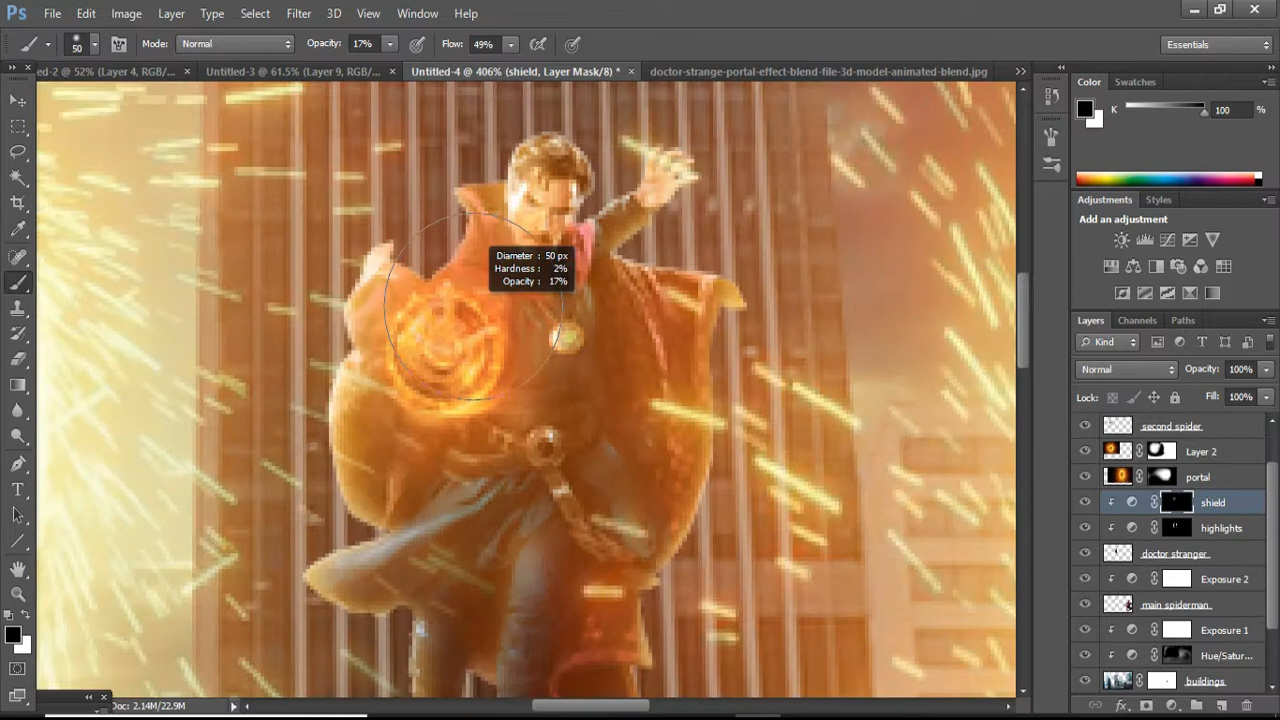 Ps File Edit Image Layer Type Select Filter 3D View Window Help
50 Mode: Normal Opacity: 17% Flow: 49% Essentials
ed-2 @ 52% (Layer 4, RGB/... × Untitled-3 @ 61.5% (Layer 9, RGB/... × Untitled-4 @ 406% (shield, Layer Mask/8) * × doctor-strange-portal-effect-blend-file-3d-model-animated-blend.jpg
Color Swatches
K 100 %
Adjustments Styles
Add an adjustment
Diameter : 50 px
Hardness : 2%
Opacity : 17%
Layers Channels Paths
Kind
Normal Opacity: 100%
Lock: Fill: 100%
second spider
Layer 2
portal
shield
highlights
doctor stranger
Exposure 2
main spiderman
Exposure 1
Hue/Satur...
buildings
Doc: 2.14M/22.9M
fx